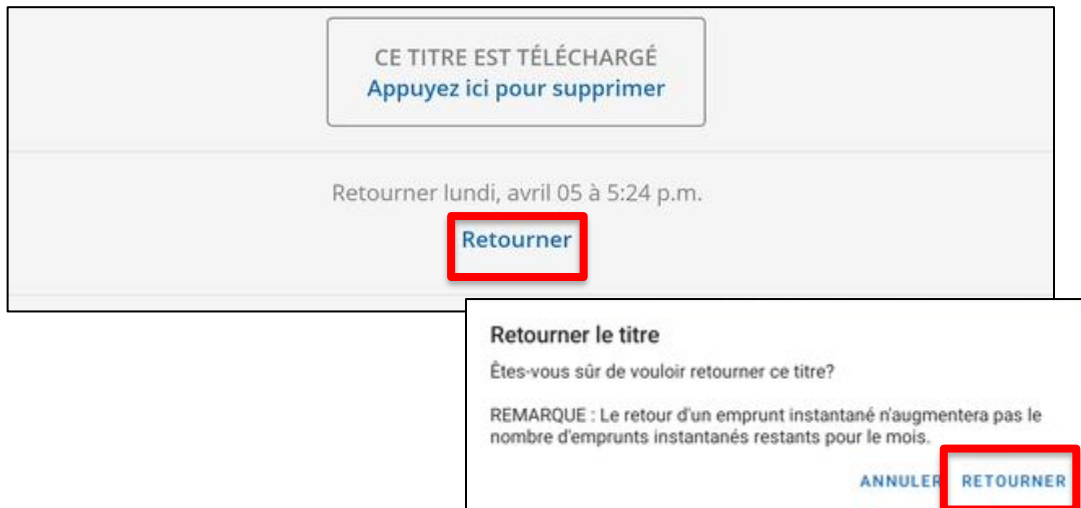 CE TITRE EST TÉLÉCHARGÉ
Appuyez ici pour supprimer
Retourner lundi, avril 05 à 5:24 p.m.
Retourner
Retourner le titre
Êtes-vous sûr de vouloir retourner ce titre?
REMARQUE : Le retour d'un emprunt instantané n'augmentera pas le
nombre d'emprunts instantanés restants pour le mois.
ANNULER RETOURNER